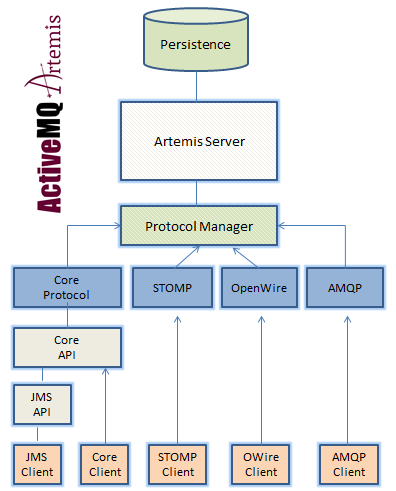 ActiveMQ Artemis
Persistence
Artemis Server
Protocol Manager
Core
Protocol
STOMP
OpenWire
AMQP
Core
API
JMS
API
JMS
Client
Core
Client
STOMP
Client
OWire
Client
AMQP
Client